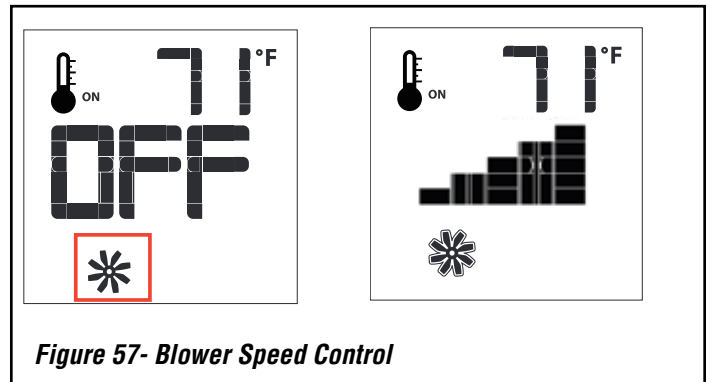 71 °F 71 °F
ON ON
OFF
Figure 57- Blower Speed Control